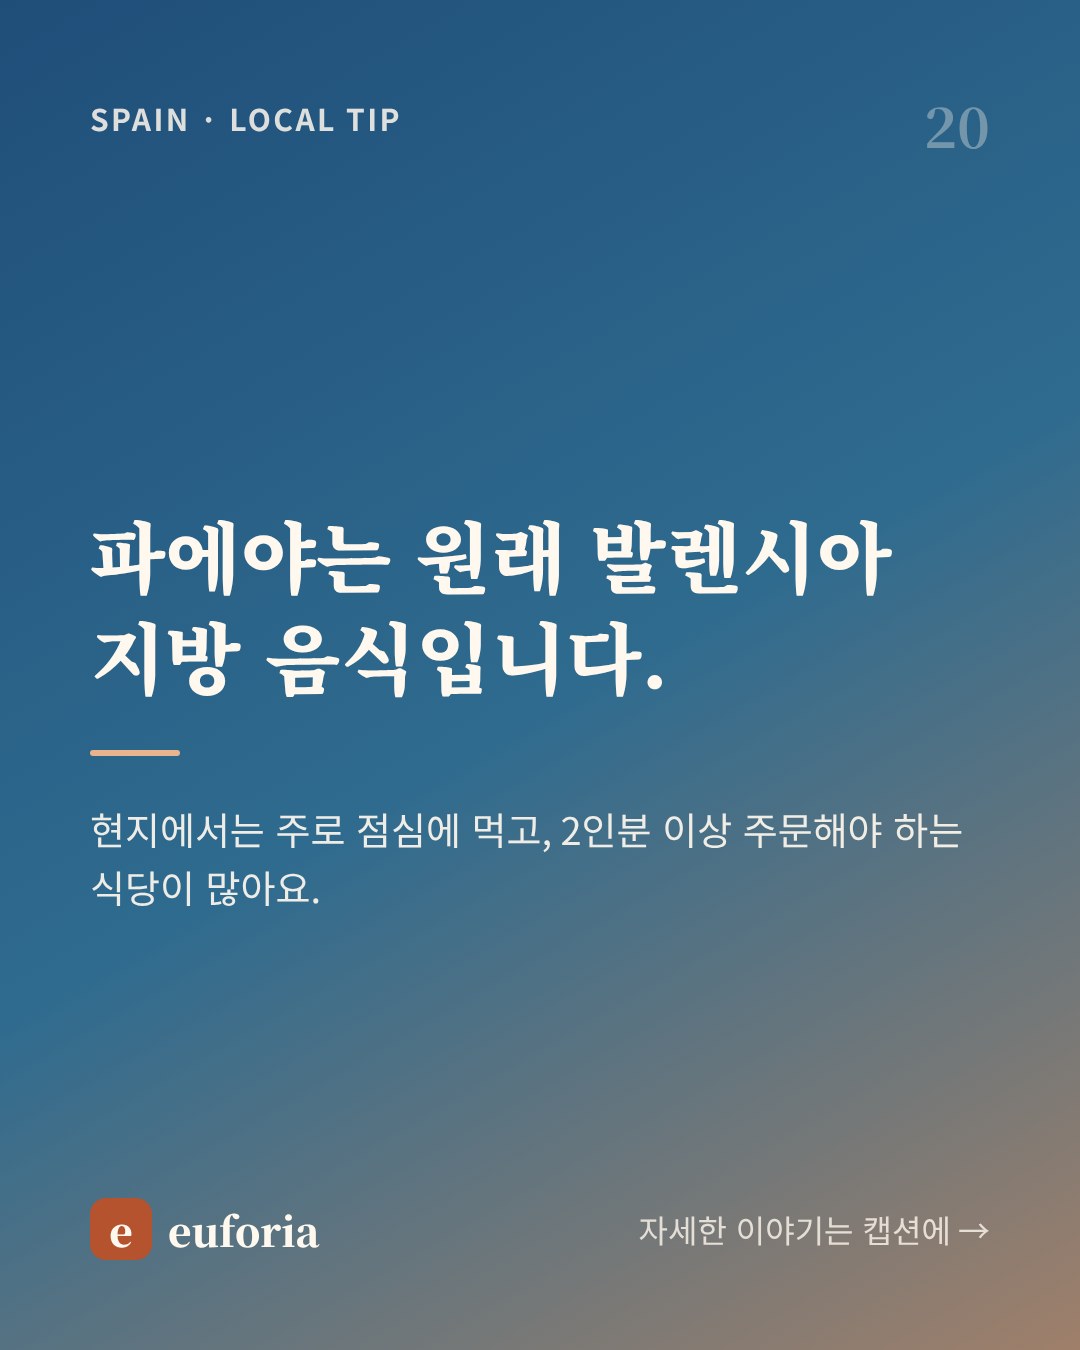 SPAIN · LOCAL TIP
20
파에야는 원래 발렌시아
지방 음식입니다.
현지에서는 주로 점심에 먹고, 2인분 이상 주문해야 하는
식당이 많아요.
e euforia
자세한 이야기는 캡션에 →